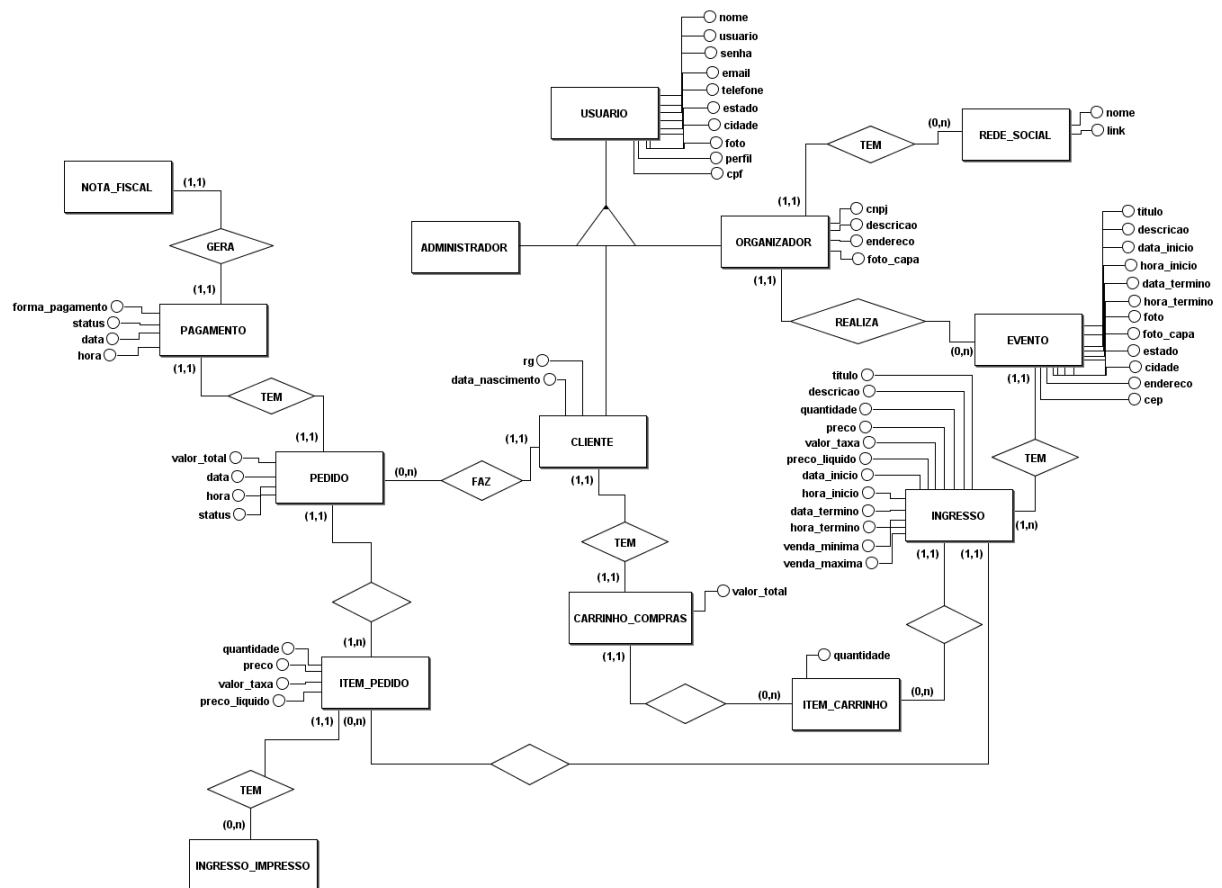 nome
usuario
senha
email
telefone
estado
cidade
foto
perfil
cpf
USUARIO
TEM
(0,n)
REDE_SOCIAL
nome
link
(1,1)
NOTA_FISCAL
(1,1)
GERA
(1,1)
ADMINISTRADOR
ORGANIZADOR
cnpj
descricao
endereco
foto_capa
(1,1)
REALIZA
(0,n)
titulo
descricao
data_inicio
hora_inicio
data_termino
hora_termino
foto
foto_capa
estado
cidade
endereco
cep
EVENTO
(1,1)
forma_pagamento
status
data
hora
PAGAMENTO
(1,1)
TEM
(1,1)
rg
data_nascimento
CLIENTE
(1,1)
FAZ
(0,n)
valor_total
data
hora
status
PEDIDO
(1,1)
(1,1)
TEM
(1,1)
titulo
descricao
quantidade
preco
valor_taxa
preco_liquido
data_inicio
hora_inicio
data_termino
hora_termino
venda_minima
venda_maxima
INGRESSO
TEM
(1,n)
(1,1)
(1,1)
CARRINHO_COMPRAS
valor_total
(1,1)
(0,n)
quantidade
ITEM_CARRINHO
(0,n)
(1,n)
quantidade
preco
valor_taxa
preco_liquido
ITEM_PEDIDO
(1,1)
(0,n)
TEM
(0,n)
INGRESSO_IMPRESSO